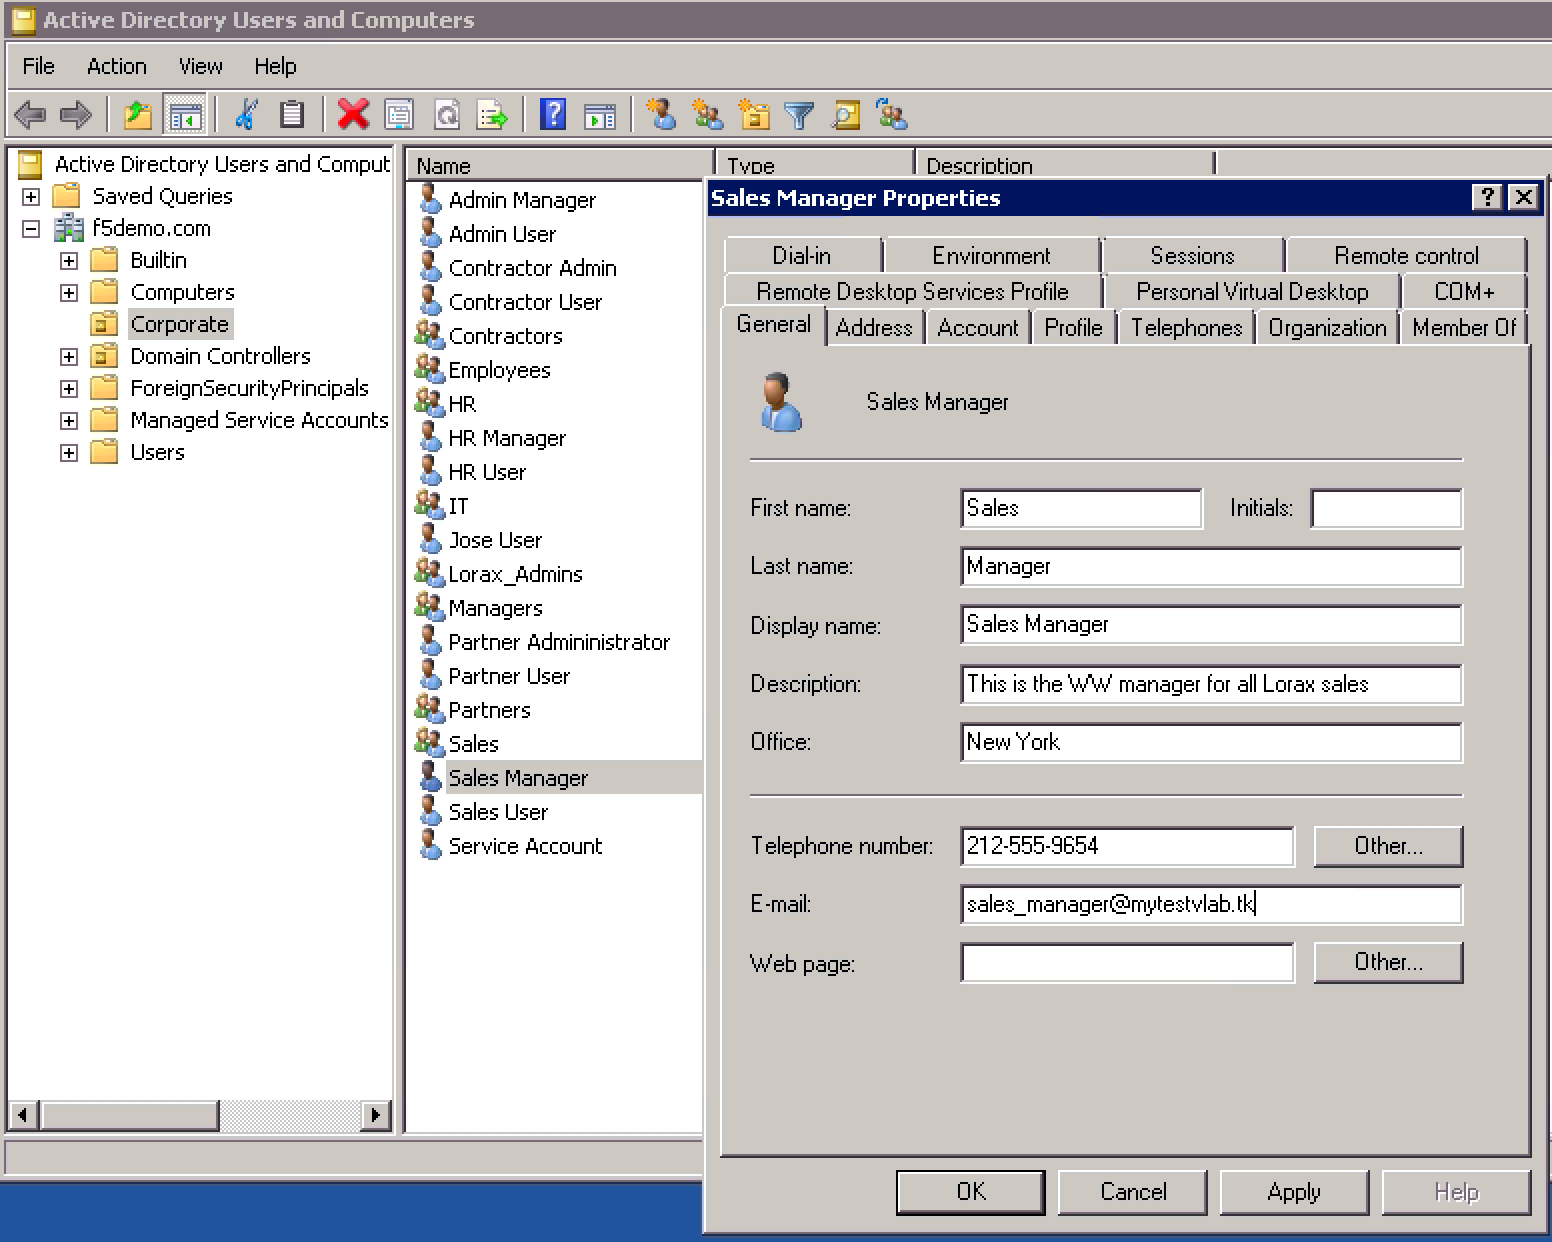 Active Directory Users and Computers
File Action View Help
Active Directory Users and Comput
Saved Queries
f5demo.com
Builtin
Computers
Corporate
Domain Controllers
ForeignSecurityPrincipals
Managed Service Accounts
Users
Name Type Description
Admin Manager
Admin User
Contractor Admin
Contractor User
Contractors
Employees
HR
HR Manager
HR User
IT
Jose User
Lorax_Admins
Managers
Partner Admininistrator
Partner User
Partners
Sales
Sales Manager
Sales User
Service Account
Sales Manager Properties
Dial-in Environment Sessions Remote control
Remote Desktop Services Profile Personal Virtual Desktop COM+
General Address Account Profile Telephones Organization Member Of
Sales Manager
First name: Sales Initials:
Last name: Manager
Display name: Sales Manager
Description: This is the WW manager for all Lorax sales
Office: New York
Telephone number: 212-555-9654 Other...
E-mail: sales_manager@mytestvlab.tk
Web page: Other...
OK Cancel Apply Help